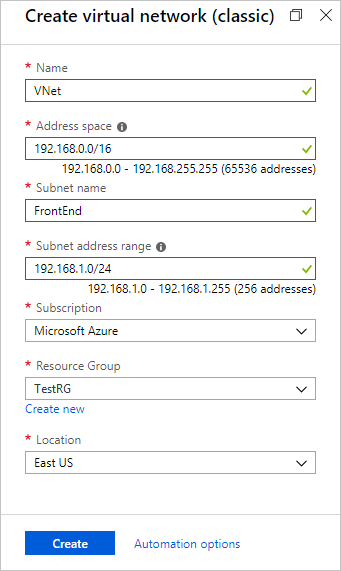 Create virtual network (classic)
* Name
VNet
* Address space
192.168.0.0/16
192.168.0.0 - 192.168.255.255 (65536 addresses)
* Subnet name
FrontEnd
* Subnet address range
192.168.1.0/24
192.168.1.0 - 192.168.1.255 (256 addresses)
* Subscription
Microsoft Azure
* Resource Group
TestRG
Create new
* Location
East US
Create Automation options